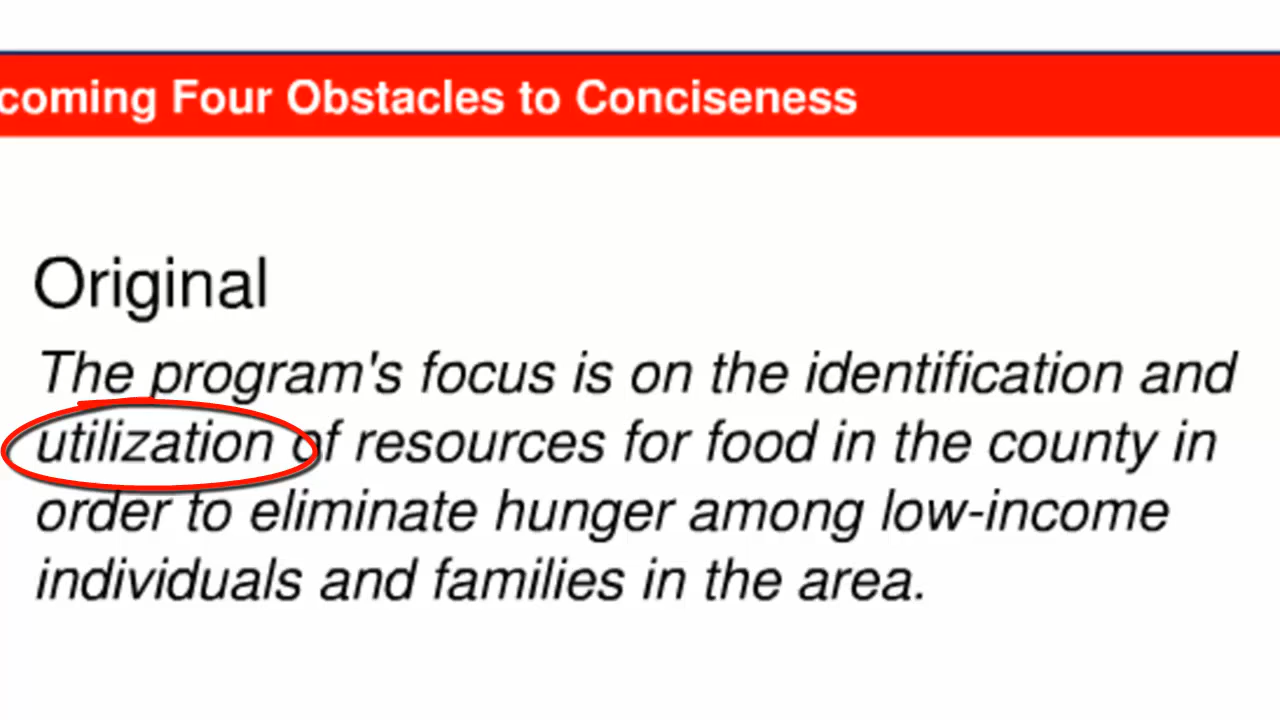 coming Four Obstacles to Conciseness
Original
The program's focus is on the identification and
utilization of resources for food in the county in
order to eliminate hunger among low-income
individuals and families in the area.